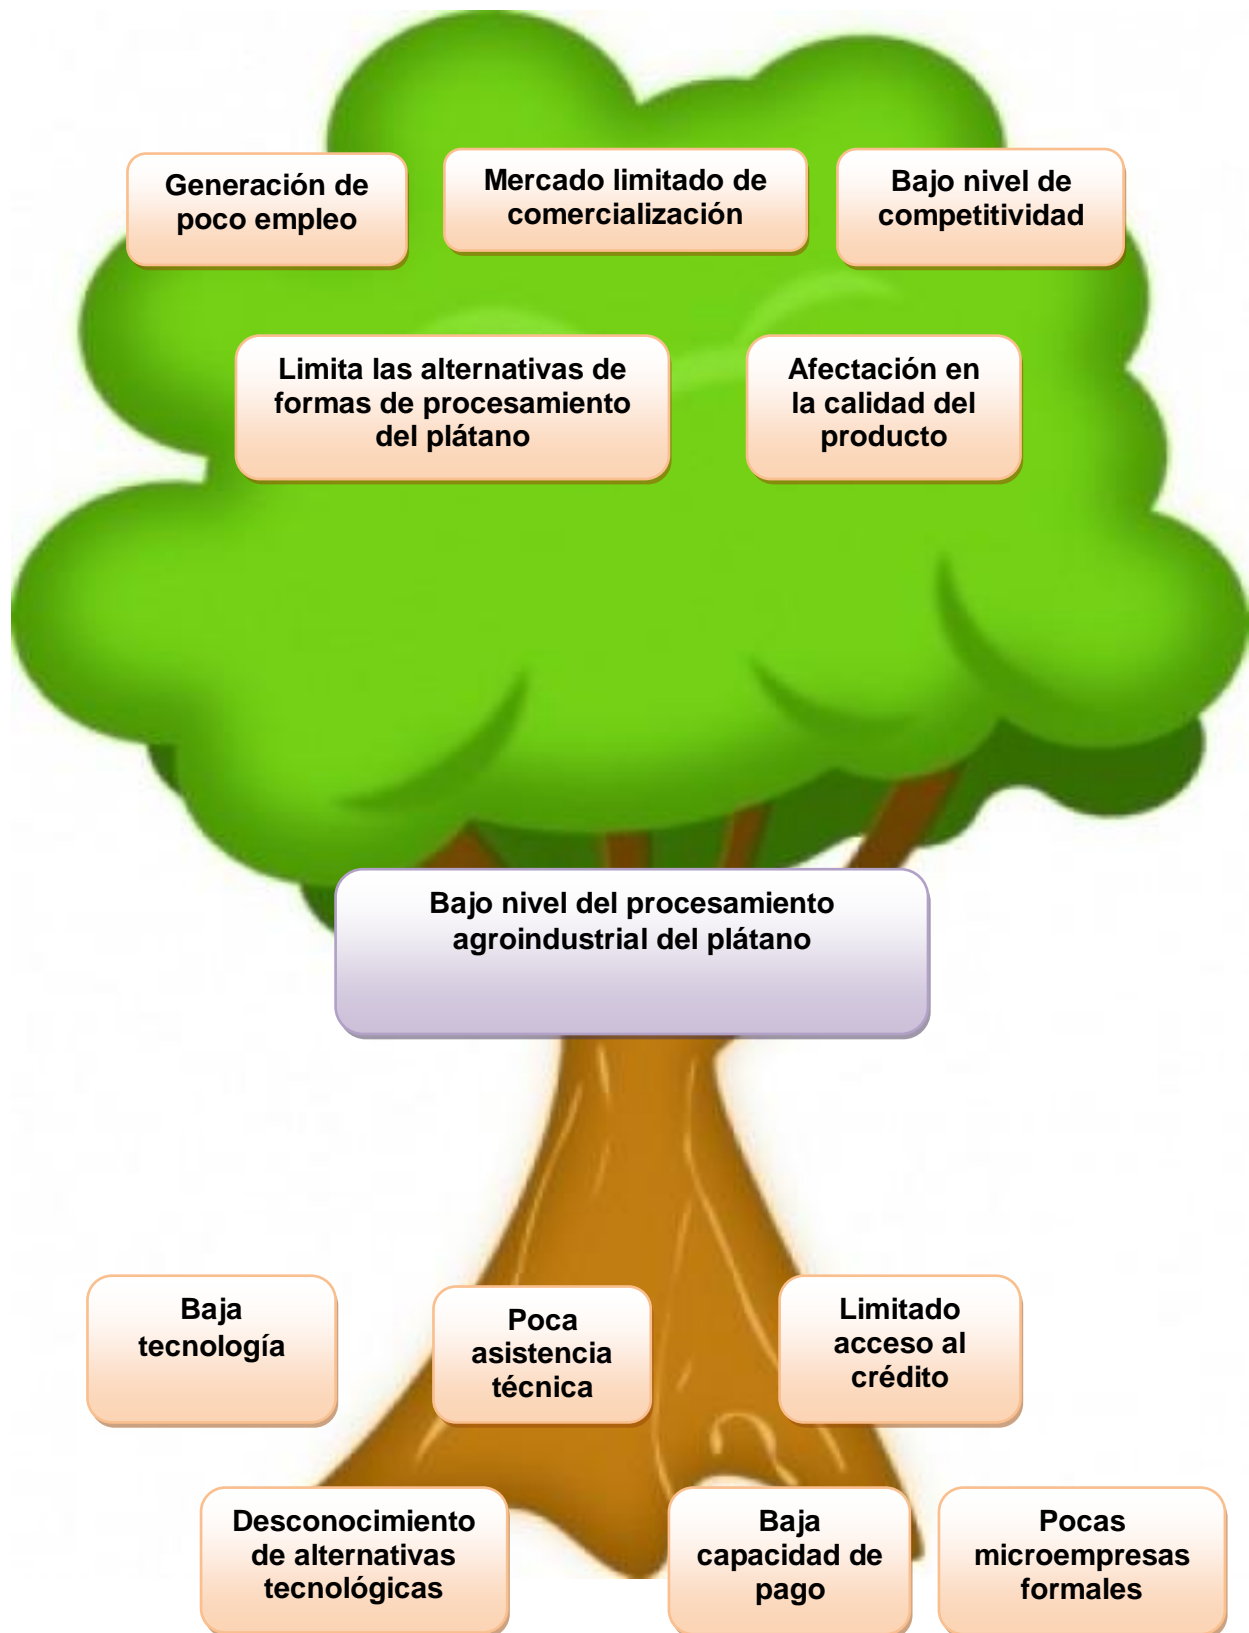 Generación de
poco empleo
Mercado limitado de
comercialización
Bajo nivel de
competitividad
Limita las alternativas de
formas de procesamiento
del plátano
Afectación en
la calidad del
producto
Bajo nivel del procesamiento
agroindustrial del plátano
Baja
tecnología
Poca
asistencia
técnica
Limitado
acceso al
crédito
Desconocimiento
de alternativas
tecnológicas
Baja
capacidad de
pago
Pocas
microempresas
formales